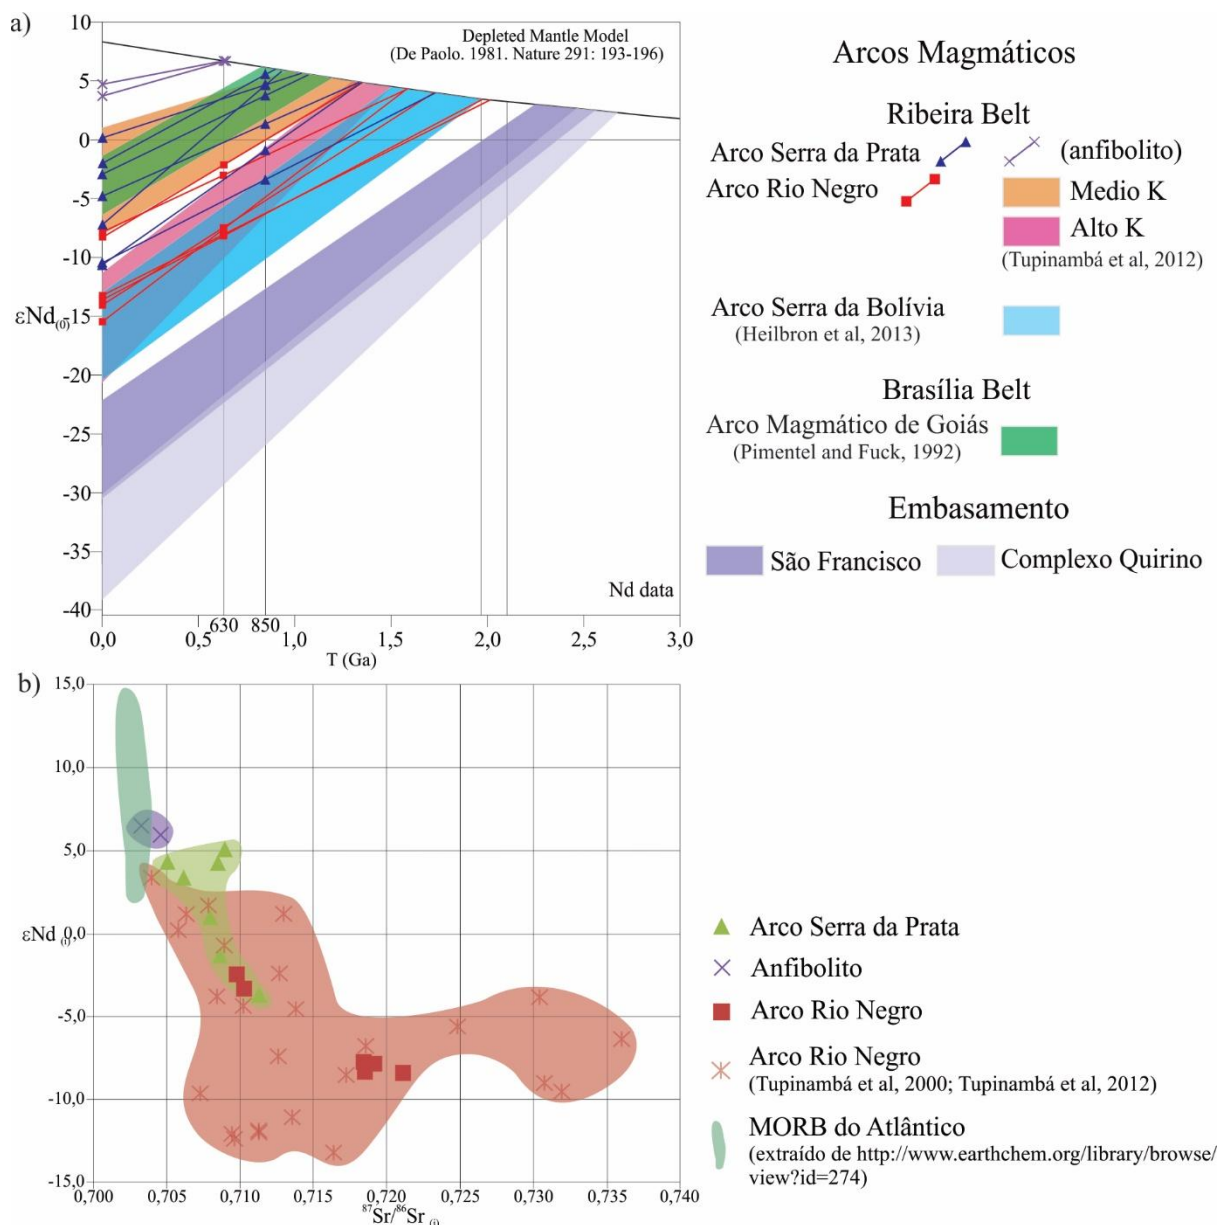 a)
10
5
0
-5
-10
εNd(0)
-15
-20
-25
-30
-35
-40
Depleted Mantle Model
(De Paolo. 1981. Nature 291: 193-196)
Nd data
0,0
0,5
630
850
1,0
1,5
2,0
2,5
3,0
T (Ga)
Arcos Magmáticos
Ribeira Belt
Arco Serra da Prata
(anfibolito)
Arco Rio Negro
Medio K
Alto K
(Tupinambá et al, 2012)
Arco Serra da Bolívia
(Heilbron et al, 2013)
Brasília Belt
Arco Magmático de Goiás
(Pimentel and Fuck, 1992)
Embasamento
São Francisco
Complexo Quirino
b)
15,0
10,0
5,0
εNd (i)
0,0
-5,0
-10,0
-15,0
0,700
0,705
0,710
0,715
0,720
0,725
0,730
0,735
0,740
87Sr/86Sr (i)
Arco Serra da Prata
Anfibolito
Arco Rio Negro
Arco Rio Negro
(Tupinambá et al, 2000; Tupinambá et al, 2012)
MORB do Atlântico
(extraído de http://www.earthchem.org/library/browse/
view?id=274)